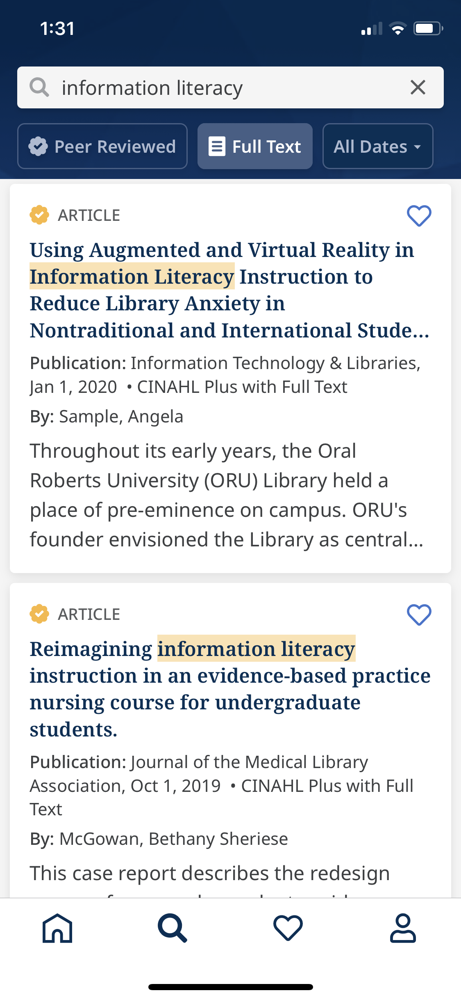 1:31
information literacy
Peer Reviewed
Full Text
All Dates
ARTICLE
Using Augmented and Virtual Reality in
Information Literacy Instruction to
Reduce Library Anxiety in
Nontraditional and International Stude...
Publication: Information Technology & Libraries,
Jan 1, 2020 • CINAHL Plus with Full Text
By: Sample, Angela
Throughout its early years, the Oral
Roberts University (ORU) Library held a
place of pre-eminence on campus. ORU's
founder envisioned the Library as central...
ARTICLE
Reimagining information literacy
instruction in an evidence-based practice
nursing course for undergraduate
students.
Publication: Journal of the Medical Library
Association, Oct 1, 2019 • CINAHL Plus with Full
Text
By: McGowan, Bethany Sheriese
This case report describes the redesign